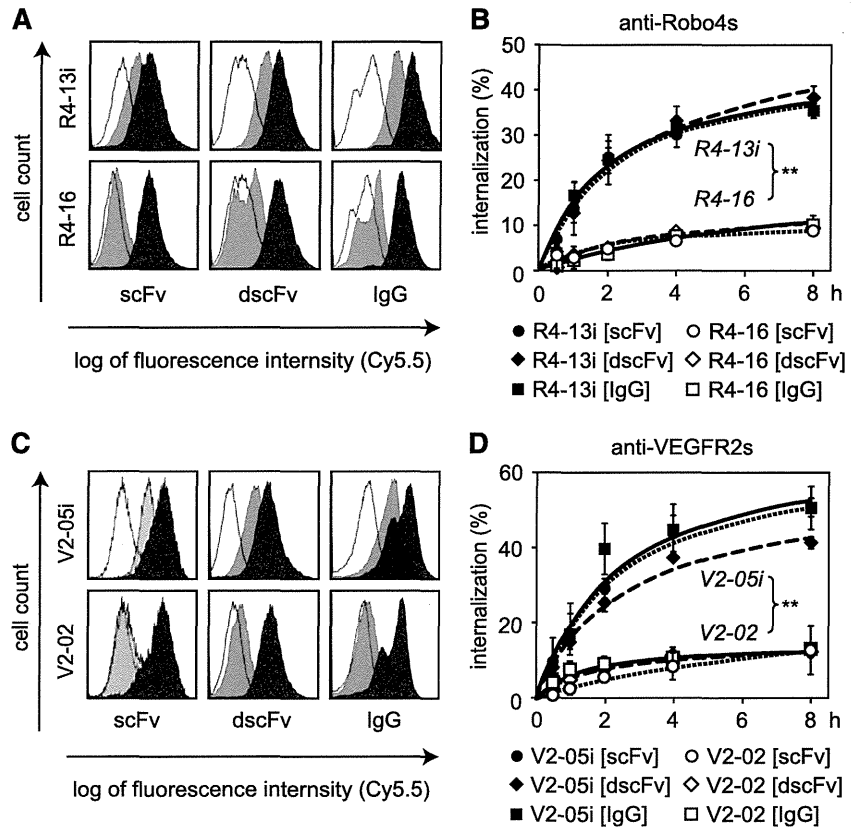 A
R4-13i
R4-16
cell count
scFv
dscFv
IgG
log of fluorescence internsity (Cy5.5)
B
anti-Robo4s
internalization (%)
50
40
30
20
10
0
R4-13i
**
R4-16
0 2 4 6 8 h
● R4-13i [scFv] ○ R4-16 [scFv]
◆ R4-13i [dscFv] ◇ R4-16 [dscFv]
■ R4-13i [IgG] □ R4-16 [IgG]
C
V2-05i
V2-02
cell count
scFv
dscFv
IgG
log of fluorescence internsity (Cy5.5)
D
anti-VEGFR2s
internalization (%)
60
40
20
0
V2-05i
**
V2-02
0 2 4 6 8 h
● V2-05i [scFv] ○ V2-02 [scFv]
◆ V2-05i [dscFv] ◇ V2-02 [dscFv]
■ V2-05i [IgG] □ V2-02 [IgG]